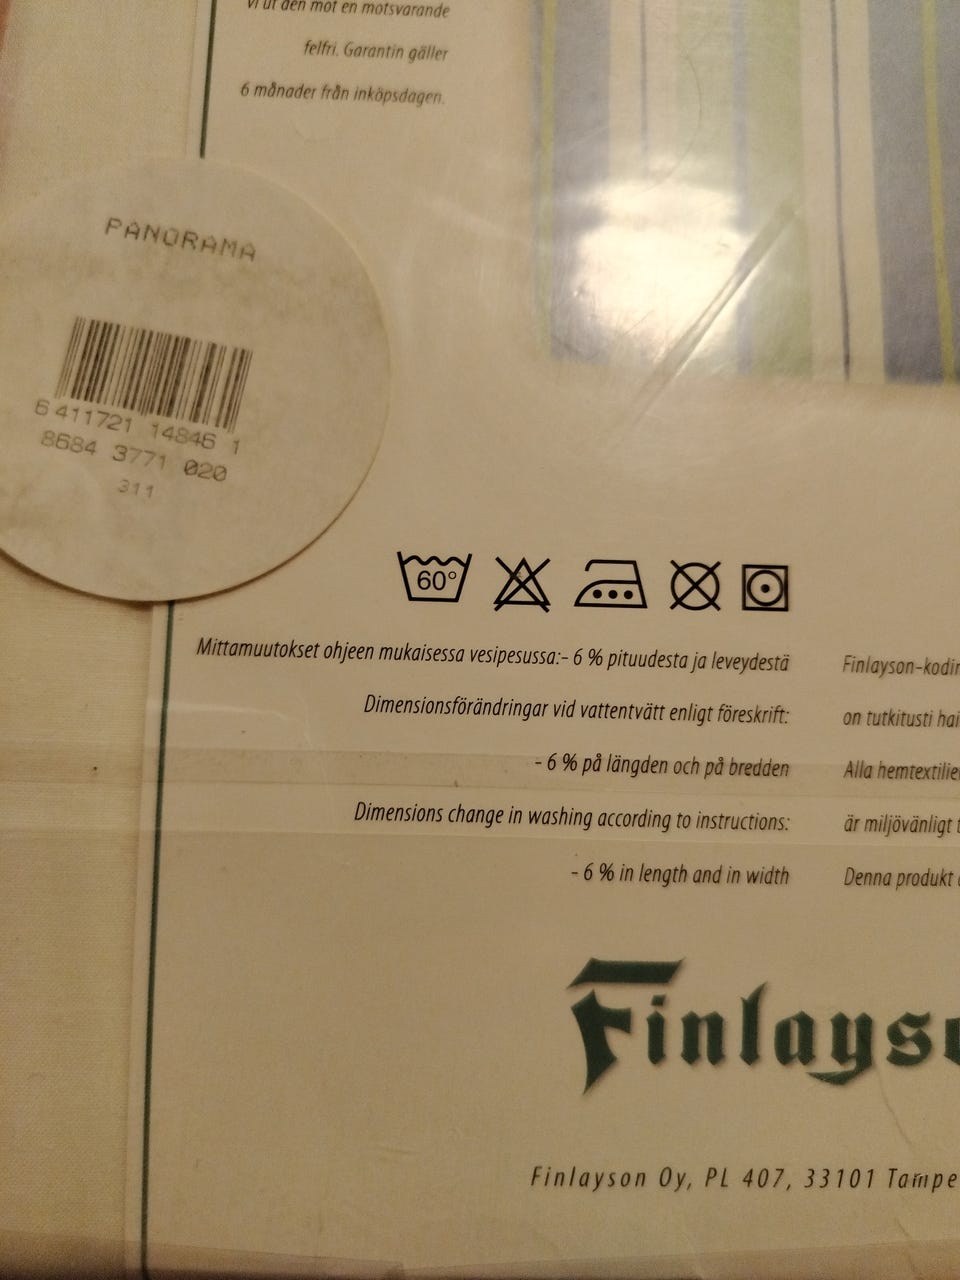 vi ut den mot en motsvarande
felfri. Garantin gäller
6 månader från inköpsdagen.
PANORAMA
6 411721 14846 1
8684 3771 020
311
60°
Mittamuutokset ohjeen mukaisessa vesipesussa:- 6 % pituudesta ja leveydestä
Dimensionsförändringar vid vattentvätt enligt föreskrift:
- 6 % på längden och på bredden
Dimensions change in washing according to instructions:
- 6 % in length and in width
Finlayson-kodin
on tutkitusti hai
Alla hemtextilie
är miljövänligt t
Denna produkt
Finlayso
Finlayson Oy, PL 407, 33101 Tampe